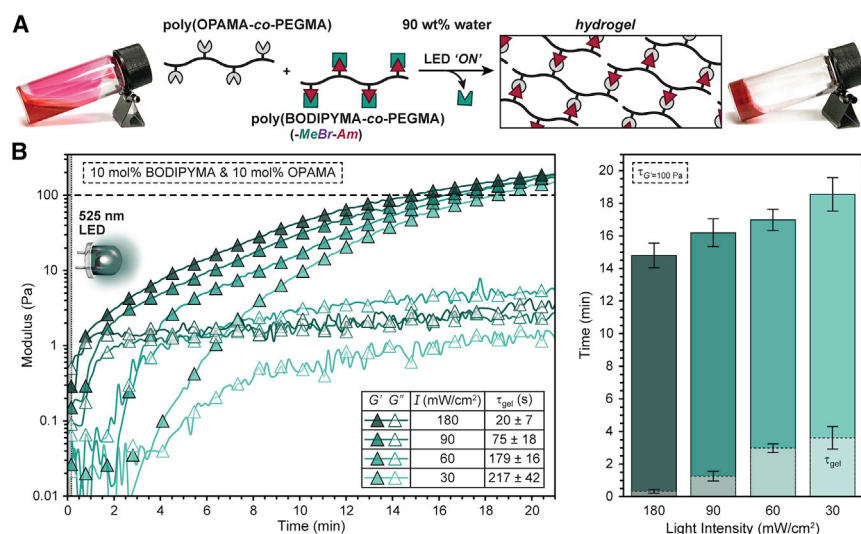 A
poly(OPAMA-co-PEGMA)
90 wt% water
hydrogel
+
LED 'ON'
poly(BODIPYMA-co-PEGMA)
(-MeBr-Am)
B
10 mol% BODIPYMA & 10 mol% OPAMA
525 nm
LED
Modulus (Pa)
100
10
1
0.1
0.01
0 2 4 6 8 10 12 14 16 18 20
Time (min)
G' G" I (mW/cm²) τgel (s)
180 20 ± 7
90 75 ± 18
60 179 ± 16
30 217 ± 42
τG'=100 Pa
Time (min)
20
18
16
14
12
10
8
6
4
2
0
τgel
180 90 60 30
Light Intensity (mW/cm²)